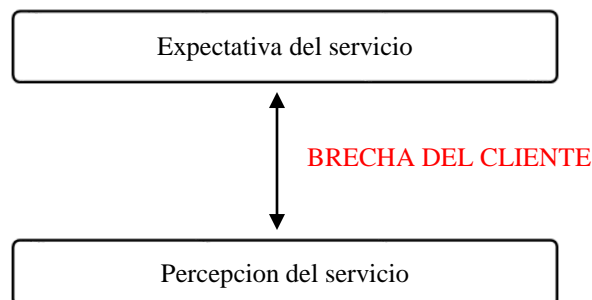 Expectativa del servicio
BRECHA DEL CLIENTE
Percepcion del servicio